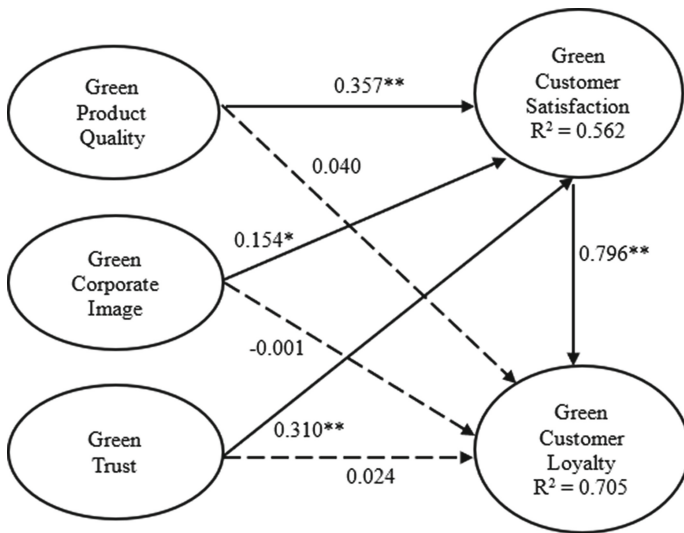 Green
Product
Quality
0.357**
Green
Customer
Satisfaction
R² = 0.562
0.040
Green
Corporate
Image
0.154*
-0.001
0.796**
Green
Trust
0.310**
0.024
Green
Customer
Loyalty
R² = 0.705